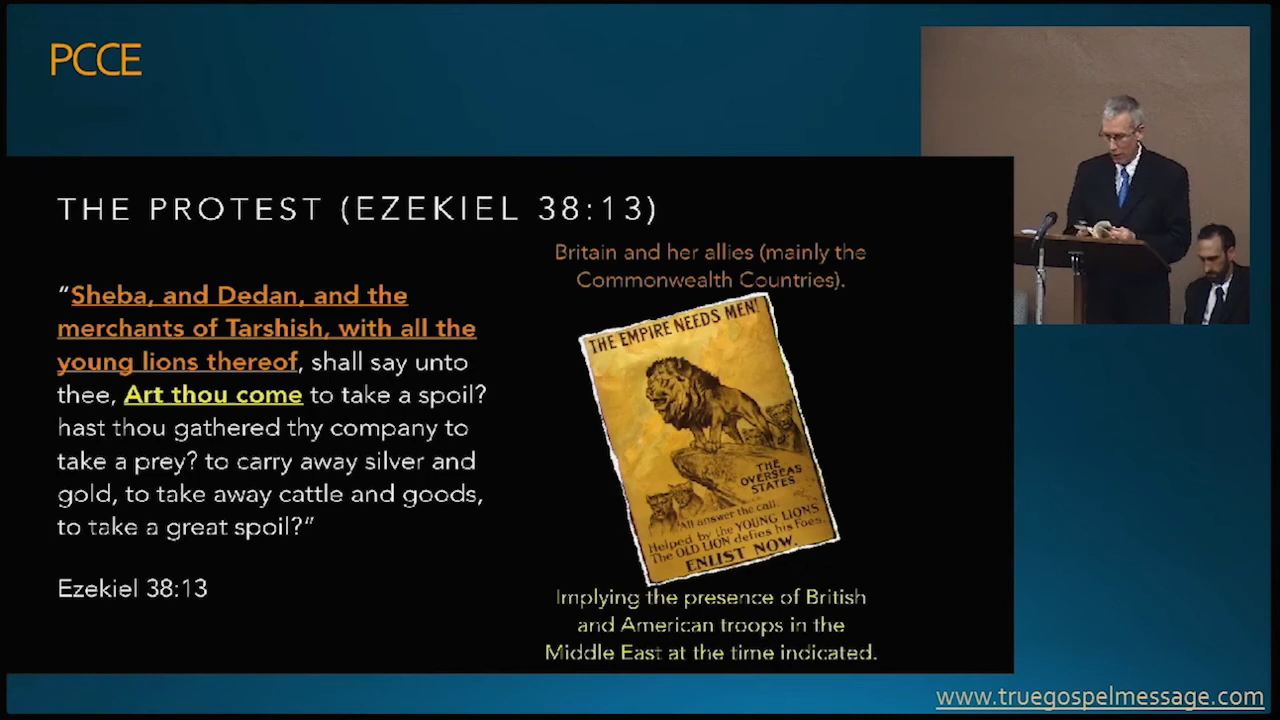 PCCE
THE PROTEST (EZEKIEL 38:13)
“Sheba, and Dedan, and the
merchants of Tarshish, with all the
young lions thereof, shall say unto
thee, Art thou come to take a spoil?
hast thou gathered thy company to
take a prey? to carry away silver and
gold, to take away cattle and goods,
to take a great spoil?”
Ezekiel 38:13
Britain and her allies (mainly the
Commonwealth Countries).
THE EMPIRE NEEDS MEN!
THE
OVERSEAS
STATES
All answer the call.
Helped by the YOUNG LIONS
The OLD LION defies his Foes.
ENLIST NOW.
Implying the presence of British
and American troops in the
Middle East at the time indicated.
www.truegospelmessage.com